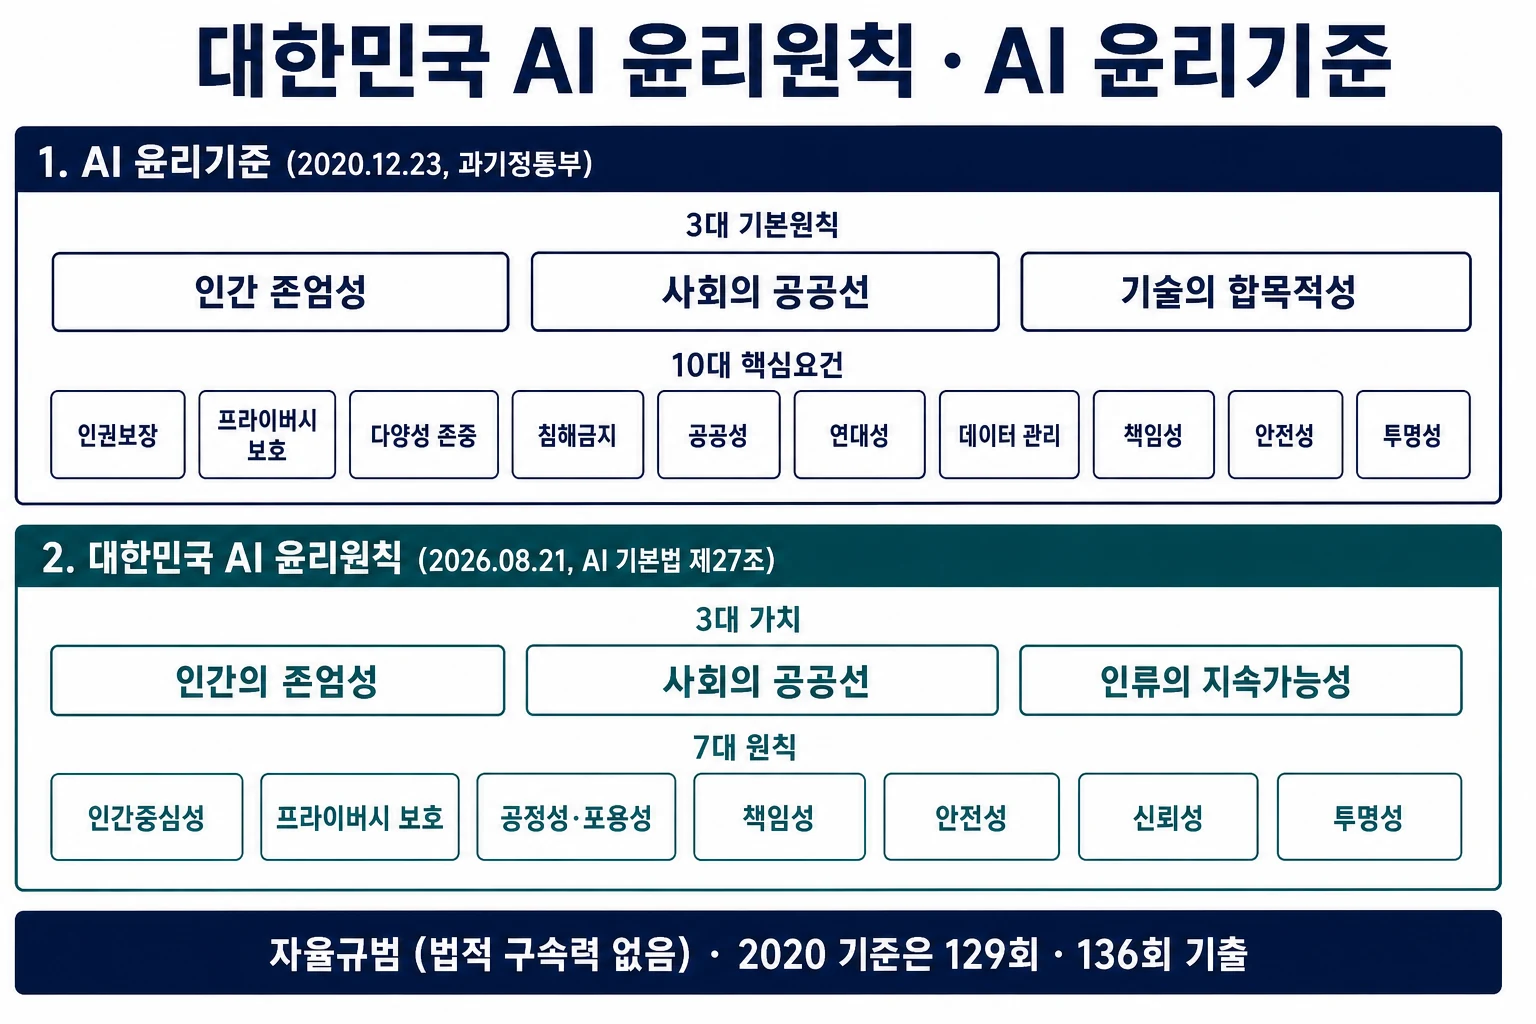 대한민국 AI 윤리원칙 · AI 윤리기준
1. AI 윤리기준 (2020.12.23, 과기정통부)
3대 기본원칙
인간 존엄성
사회의 공공선
기술의 합목적성
10대 핵심요건
인권보장
프라이버시
보호
다양성 존중
침해금지
공공성
연대성
데이터 관리
책임성
안전성
투명성
2. 대한민국 AI 윤리원칙 (2026.08.21, AI 기본법 제27조)
3대 가치
인간의 존엄성
사회의 공공선
인류의 지속가능성
7대 원칙
인간중심성
프라이버시 보호
공정성·포용성
책임성
안전성
신뢰성
투명성
자율규범 (법적 구속력 없음) · 2020 기준은 129회 · 136회 기출